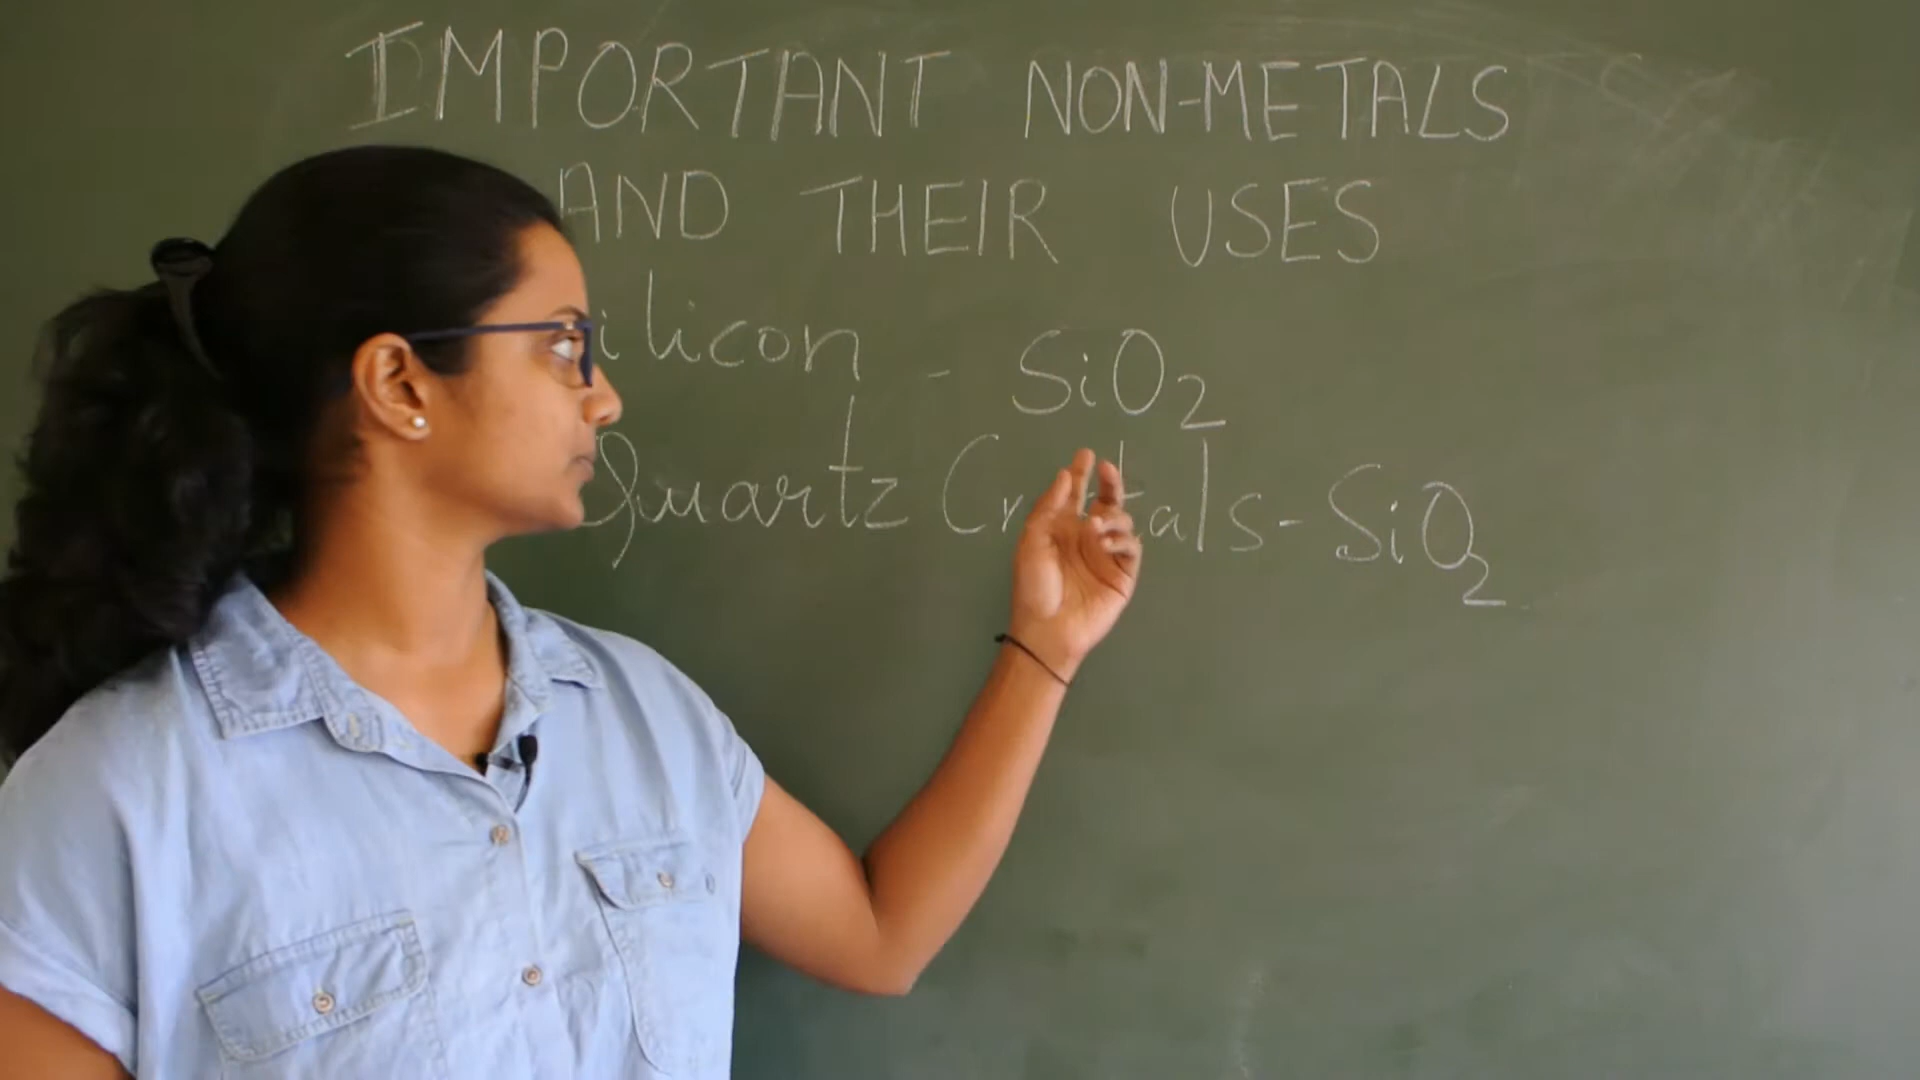 IMPORTANT NON-METALS
AND THEIR USES
ilicon - SiO2
Quartz Crystals - SiO2